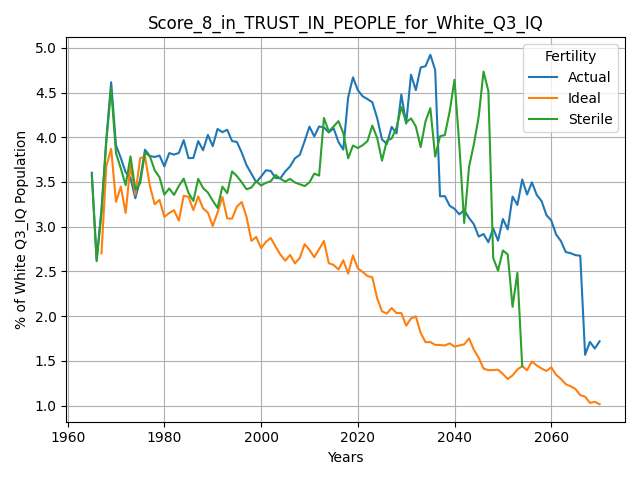 Score_8_in_TRUST_IN_PEOPLE_for_White_Q3_IQ
Fertility
Actual
Ideal
Sterile
% of White Q3_IQ Population
5.0
4.5
4.0
3.5
3.0
2.5
2.0
1.5
1.0
1960 1980 2000 2020 2040 2060
Years